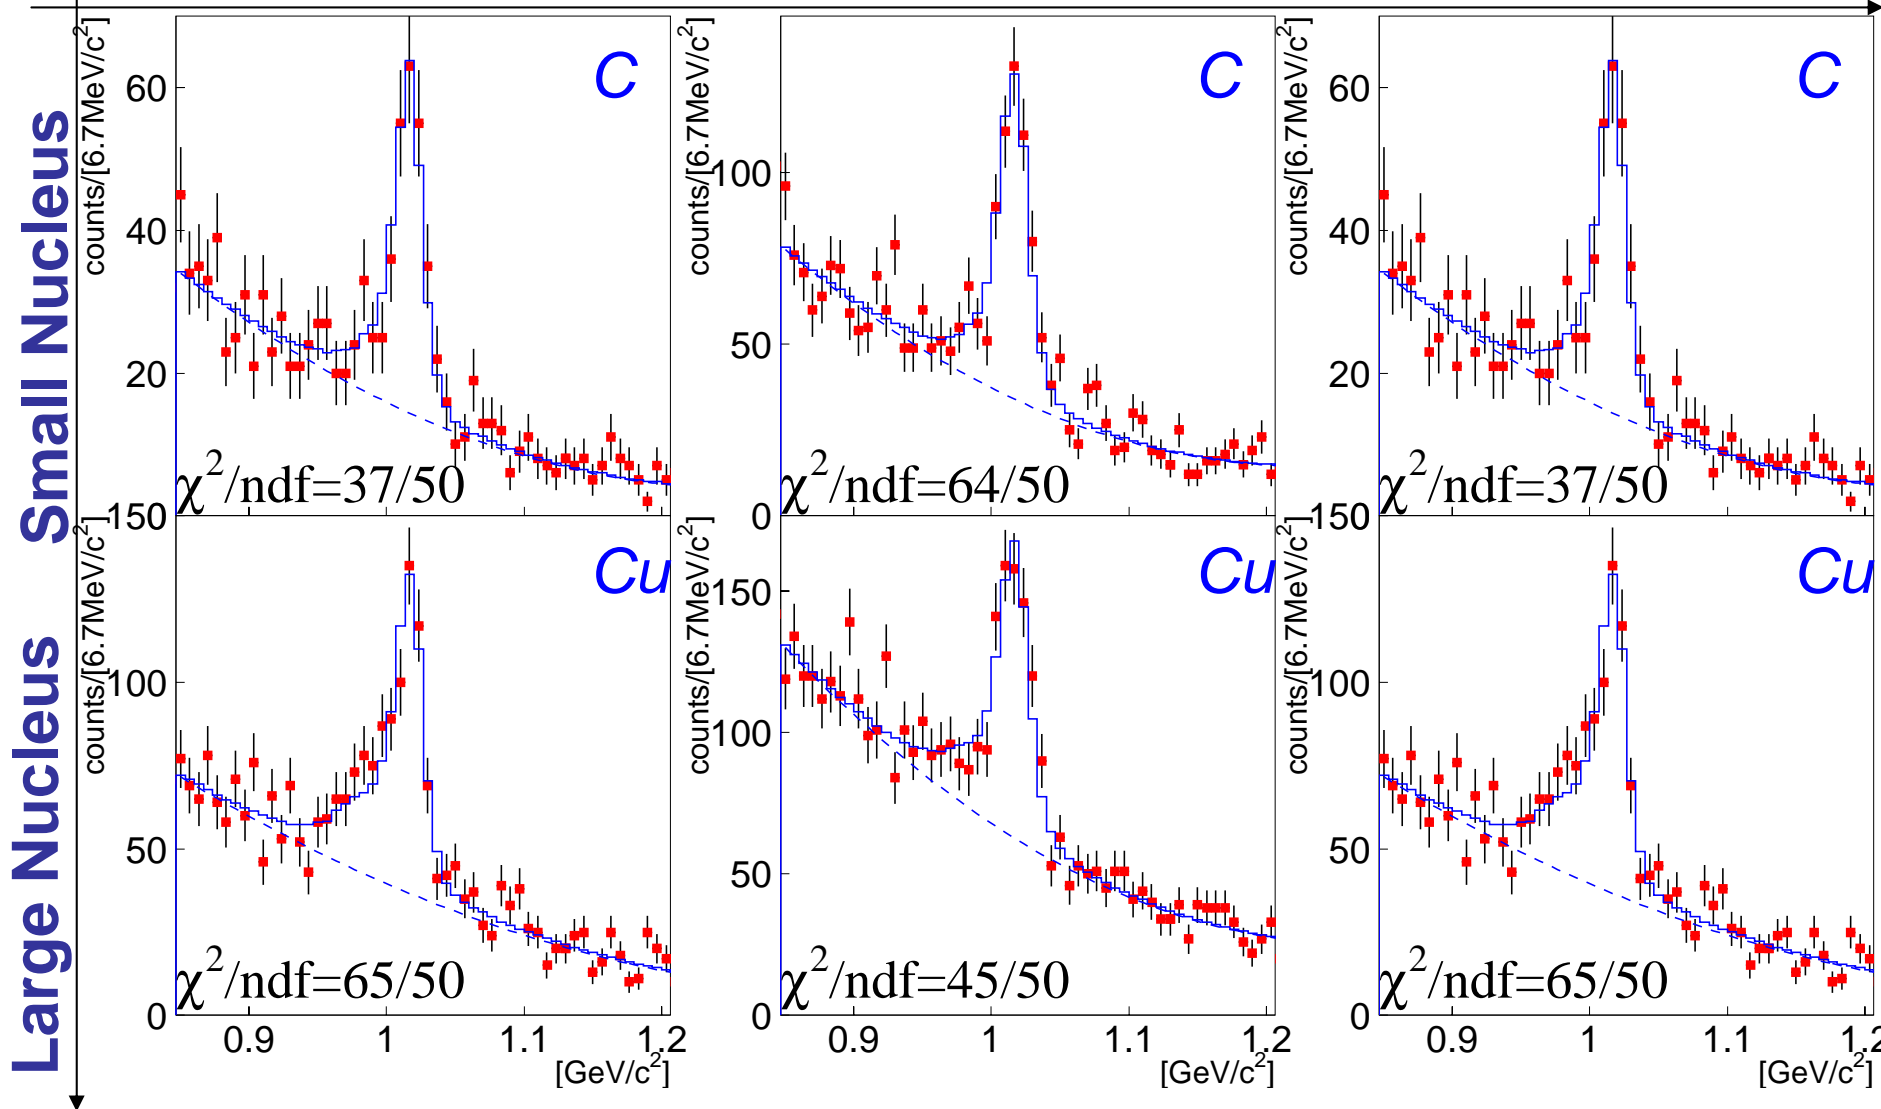 Small Nucleus
Large Nucleus
counts/[6.7MeV/c²]
60
40
20
C
χ²/ndf=37/50
counts/[6.7MeV/c²]
100
50
0
C
χ²/ndf=64/50
counts/[6.7MeV/c²]
60
40
20
C
χ²/ndf=37/50
counts/[6.7MeV/c²]
150
100
50
0
Cu
χ²/ndf=65/50
0.9 1 1.1 1.2
[GeV/c²]
counts/[6.7MeV/c²]
150
100
50
0
Cu
χ²/ndf=45/50
0.9 1 1.1 1.2
[GeV/c²]
counts/[6.7MeV/c²]
150
100
50
0
Cu
χ²/ndf=65/50
0.9 1 1.1 1.2
[GeV/c²]